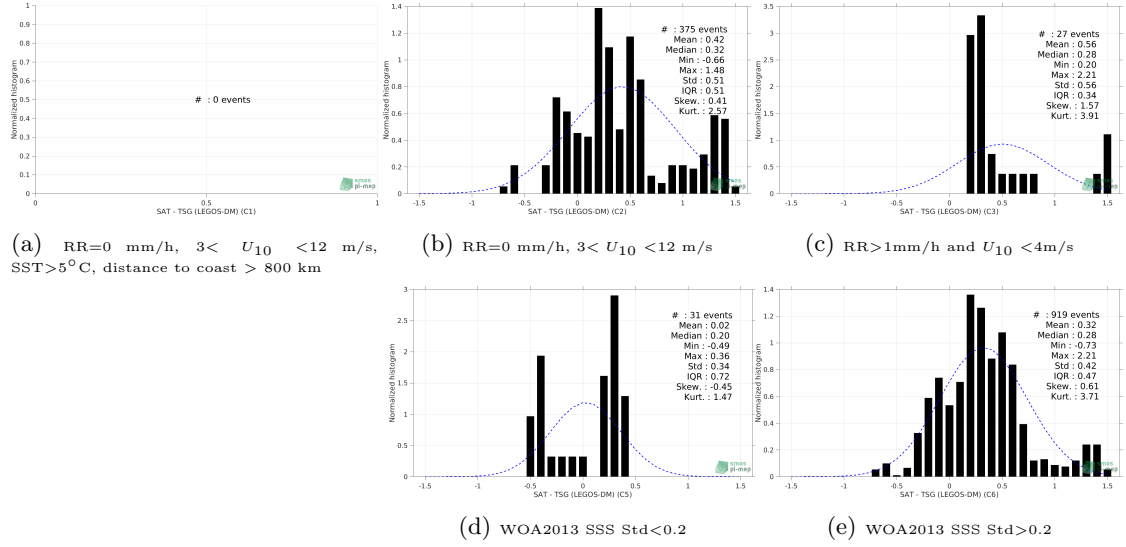 1
0.9
0.8
0.7
0.6
0.5
0.4
0.3
0.2
0.1
0
Normalized histogram
# : 0 events
smos
pi-mep
0 0.5 1
SAT - TSG (LEGOS-DM) (C1)
(a) RR=0 mm/h, 3< U10 <12 m/s,
SST>5°C, distance to coast > 800 km
1.4
1.2
1
0.8
0.6
0.4
0.2
0
Normalized histogram
# : 375 events
Mean : 0.42
Median : 0.32
Min : -0.66
Max : 1.48
Std : 0.51
IQR : 0.51
Skew. : 0.41
Kurt. : 2.57
smos
pi-mep
-1.5 -1 -0.5 0 0.5 1 1.5
SAT - TSG (LEGOS-DM) (C2)
(b) RR=0 mm/h, 3< U10 <12 m/s
3.5
3
2.5
2
1.5
1
0.5
0
Normalized histogram
# : 27 events
Mean : 0.56
Median : 0.28
Min : 0.20
Max : 2.21
Std : 0.56
IQR : 0.34
Skew. : 1.57
Kurt. : 3.91
smos
pi-mep
-1.5 -1 -0.5 0 0.5 1 1.5
SAT - TSG (LEGOS-DM) (C3)
(c) RR>1mm/h and U10 <4m/s
3
2.5
2
1.5
1
0.5
0
Normalized histogram
# : 31 events
Mean : 0.02
Median : 0.20
Min : -0.49
Max : 0.36
Std : 0.34
IQR : 0.72
Skew. : -0.45
Kurt. : 1.47
smos
pi-mep
-1.5 -1 -0.5 0 0.5 1 1.5
SAT - TSG (LEGOS-DM) (C5)
(d) WOA2013 SSS Std<0.2
1.4
1.2
1
0.8
0.6
0.4
0.2
0
Normalized histogram
# : 919 events
Mean : 0.32
Median : 0.28
Min : -0.73
Max : 2.21
Std : 0.42
IQR : 0.47
Skew. : 0.61
Kurt. : 3.71
smos
pi-mep
-1.5 -1 -0.5 0 0.5 1 1.5
SAT - TSG (LEGOS-DM) (C6)
(e) WOA2013 SSS Std>0.2